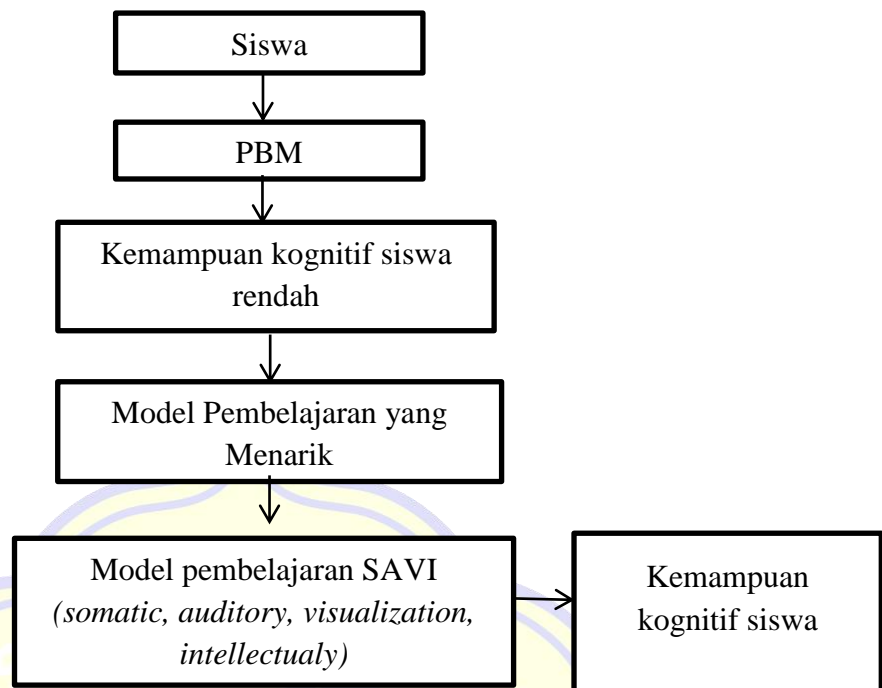 Siswa
PBM
Kemampuan kognitif siswa
rendah
Model Pembelajaran yang
Menarik
Model pembelajaran SAVI
(somatic, auditory, visualization,
intellectualy)
Kemampuan
kognitif siswa